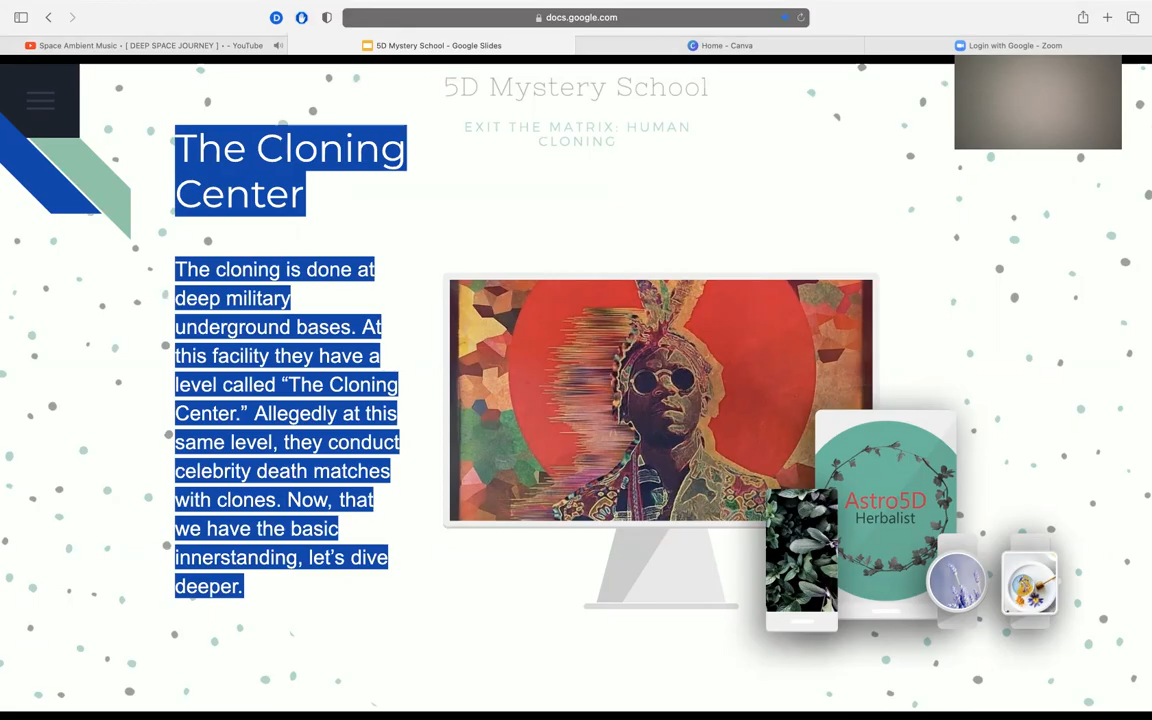 docs.google.com
Space Ambient Music • [ DEEP SPACE JOURNEY ] • - YouTube
5D Mystery School - Google Slides
Home - Canva
Login with Google - Zoom
5D Mystery School
EXIT THE MATRIX: HUMAN
CLONING
The Cloning
Center
The cloning is done at
deep military
underground bases. At
this facility they have a
level called “The Cloning
Center.” Allegedly at this
same level, they conduct
celebrity death matches
with clones. Now, that
we have the basic
innerstanding, let’s dive
deeper.
Astro5D
Herbalist